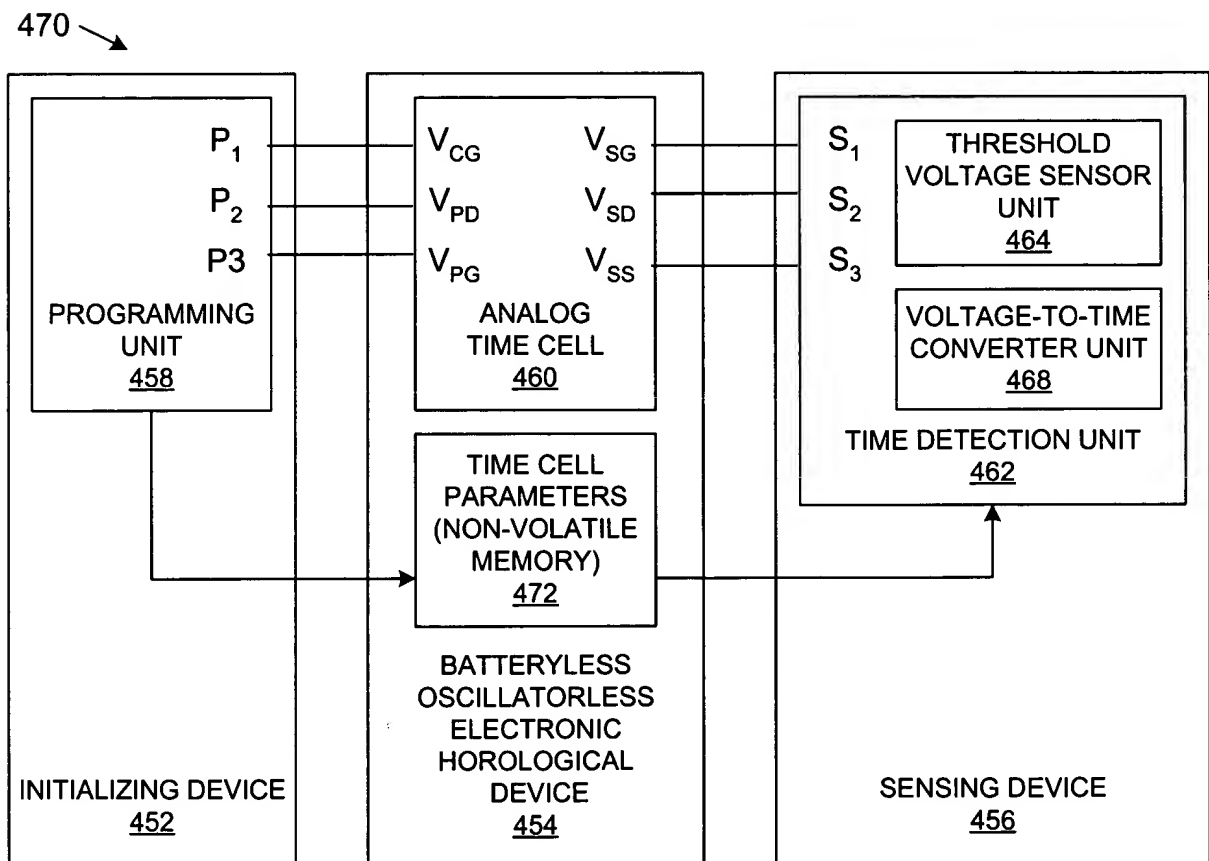 470
P1
P2
P3
PROGRAMMING
UNIT
458
INITIALIZING DEVICE
452
VCG
VPD
VPG
VSG
VSD
VSS
ANALOG
TIME CELL
460
TIME CELL
PARAMETERS
(NON-VOLATILE
MEMORY)
472
BATTERYLESS
OSCILLATORLESS
ELECTRONIC
HOROLOGICAL
DEVICE
454
S1
S2
S3
THRESHOLD
VOLTAGE SENSOR
UNIT
464
VOLTAGE-TO-TIME
CONVERTER UNIT
468
TIME DETECTION UNIT
462
SENSING DEVICE
456